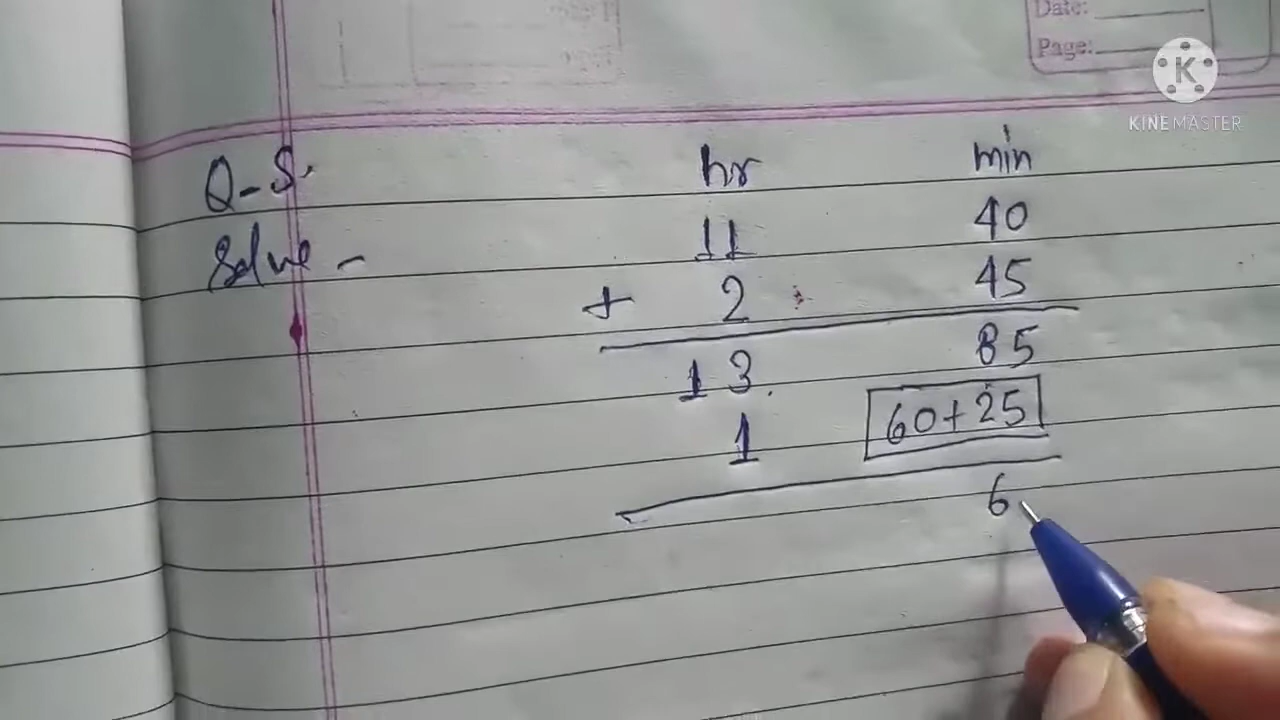 Date:
Page:
K
KINEMASTER
Q-5.
hr min
Solve - 11 40
+ 2 45
13 85
1 60+25
6